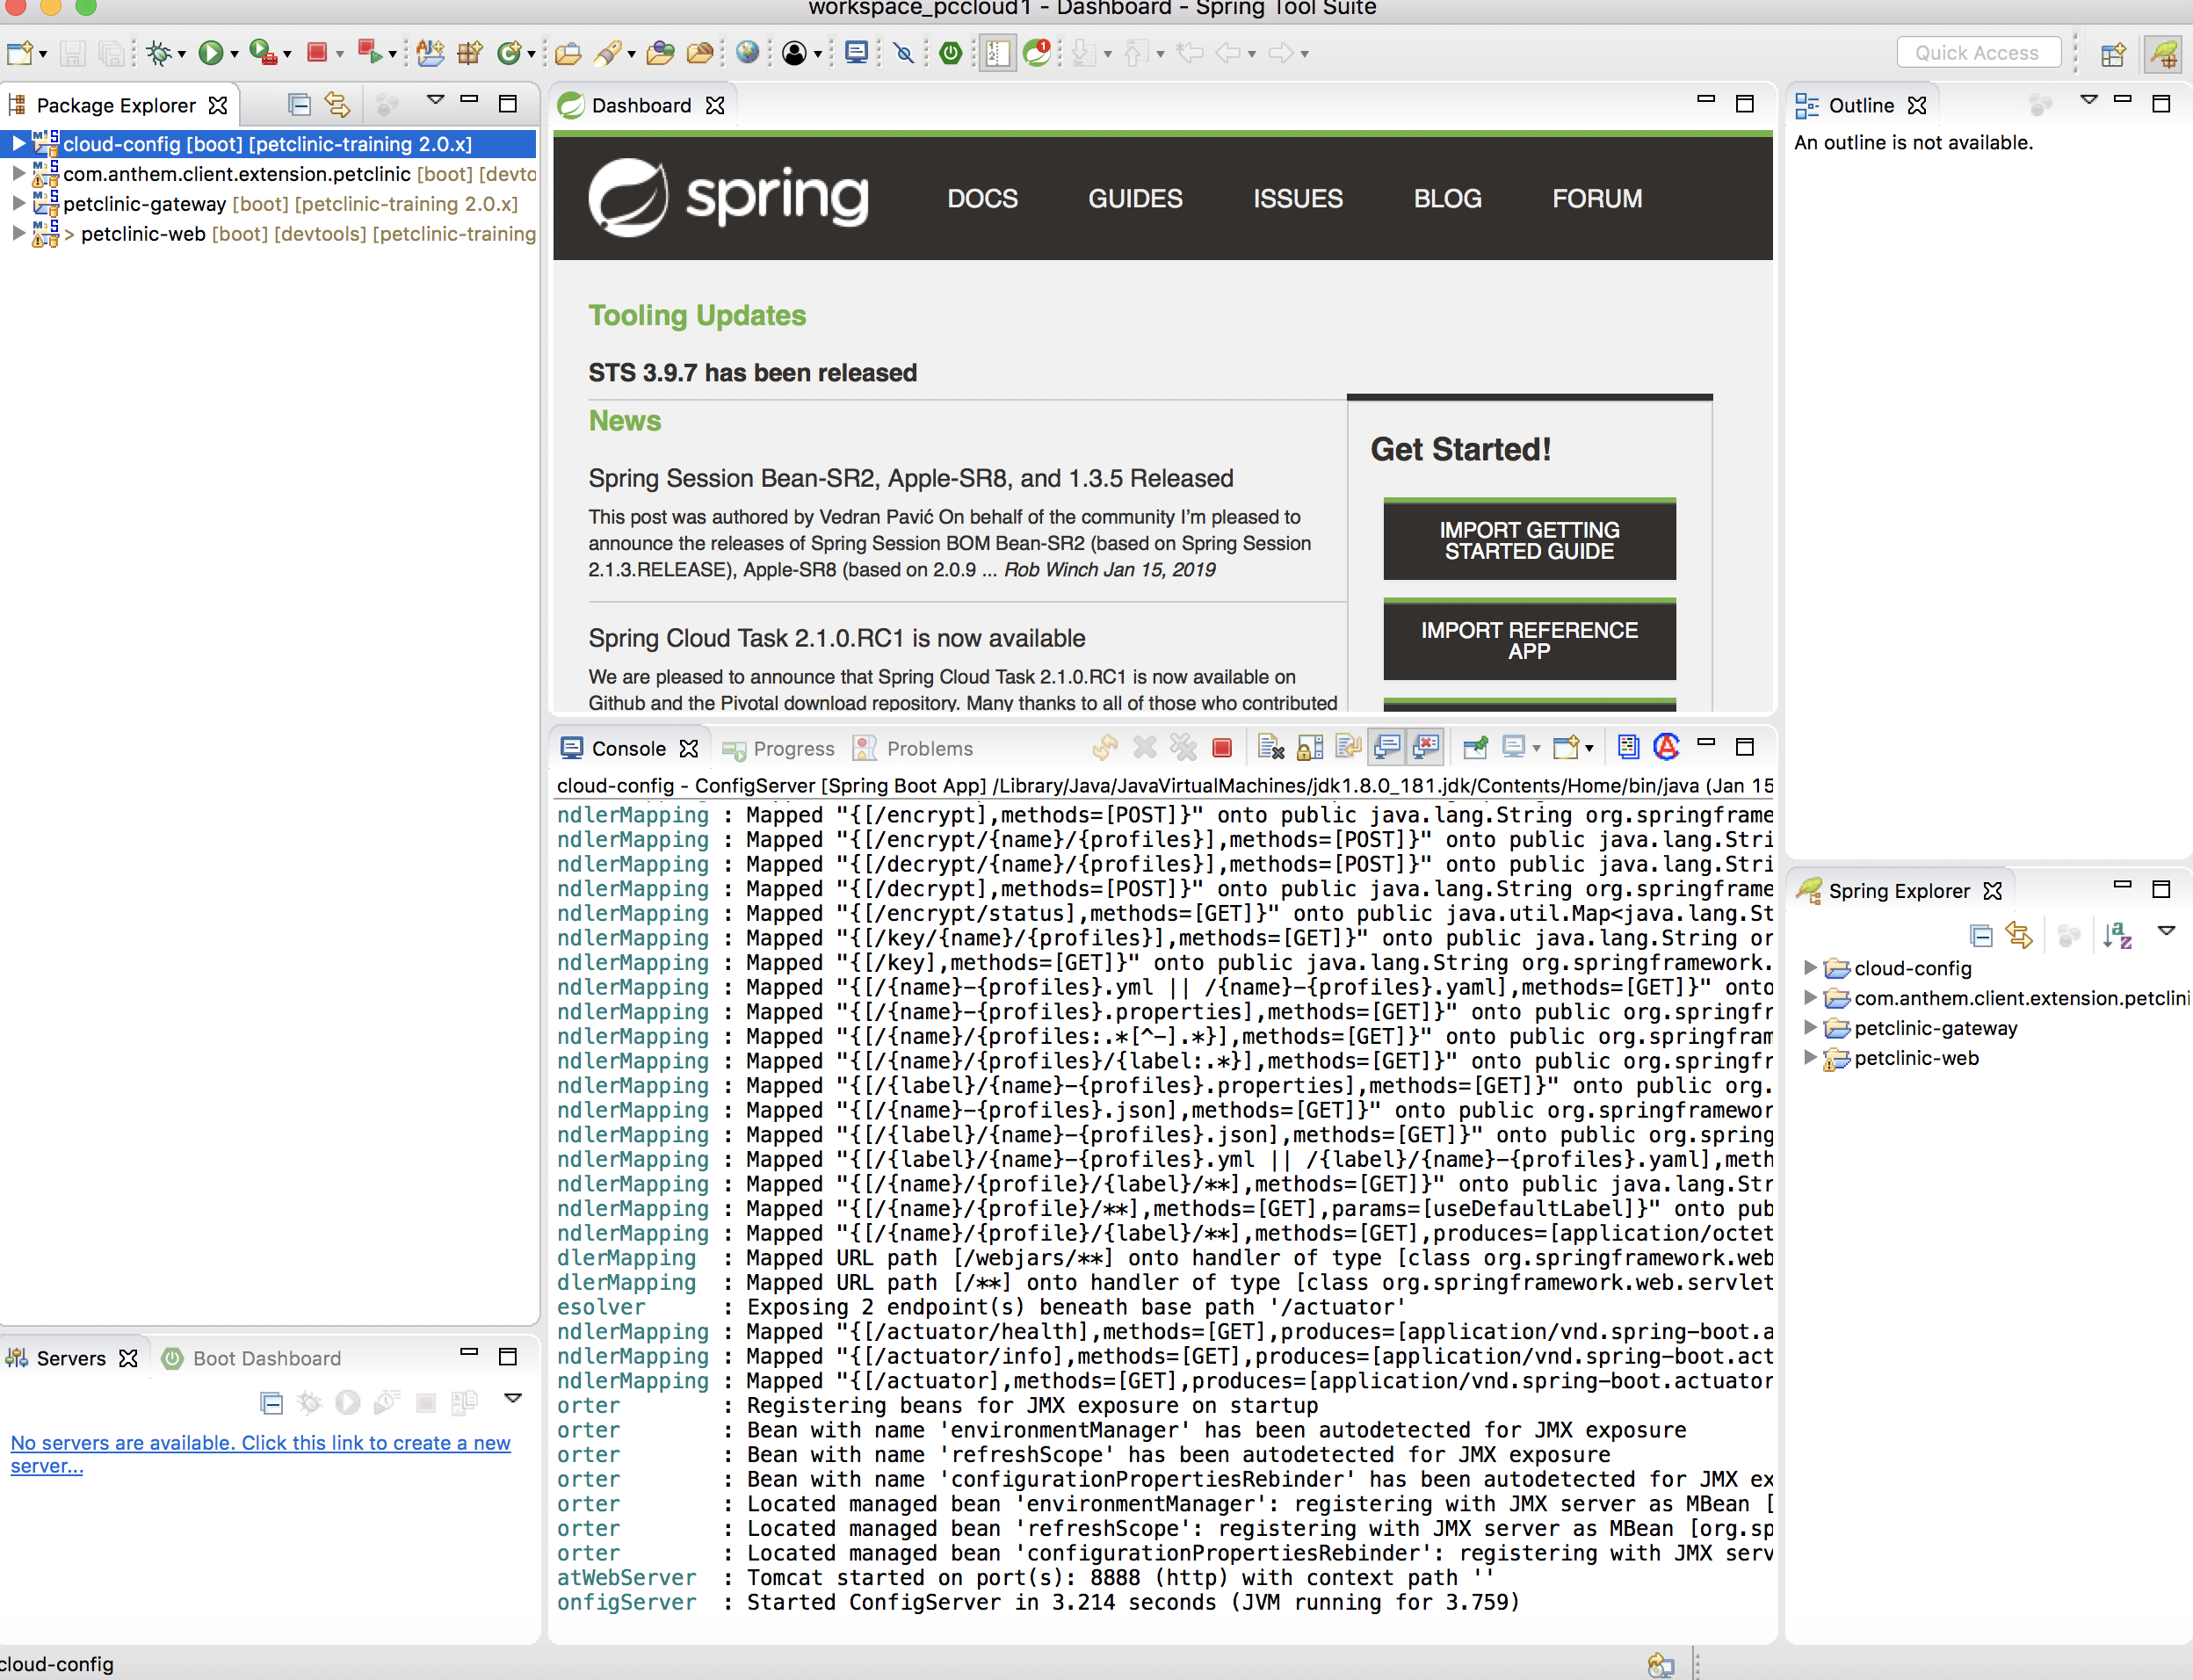 workspace_pccloud1 - Dashboard - Spring Tool Suite
Quick Access
Package Explorer
cloud-config [boot] [petclinic-training 2.0.x]
com.anthem.client.extension.petclinic [boot] [devto
petclinic-gateway [boot] [petclinic-training 2.0.x]
> petclinic-web [boot] [devtools] [petclinic-training
Dashboard
spring
DOCS GUIDES ISSUES BLOG FORUM
Tooling Updates
STS 3.9.7 has been released
News
Spring Session Bean-SR2, Apple-SR8, and 1.3.5 Released
This post was authored by Vedran Pavić On behalf of the community I’m pleased to
announce the releases of Spring Session BOM Bean-SR2 (based on Spring Session
2.1.3.RELEASE), Apple-SR8 (based on 2.0.9 ... Rob Winch Jan 15, 2019
Spring Cloud Task 2.1.0.RC1 is now available
We are pleased to announce that Spring Cloud Task 2.1.0.RC1 is now available on
Github and the Pivotal download repository. Many thanks to all of those who contributed
Get Started!
IMPORT GETTING
STARTED GUIDE
IMPORT REFERENCE
APP
Outline
An outline is not available.
Console Progress Problems
cloud-config - ConfigServer [Spring Boot App] /Library/Java/JavaVirtualMachines/jdk1.8.0_181.jdk/Contents/Home/bin/java (Jan 15
ndlerMapping : Mapped "{[/encrypt],methods=[POST]}" onto public java.lang.String org.springframe
ndlerMapping : Mapped "{[/encrypt/{name}/{profiles}],methods=[POST]}" onto public java.lang.Stri
ndlerMapping : Mapped "{[/decrypt/{name}/{profiles}],methods=[POST]}" onto public java.lang.Stri
ndlerMapping : Mapped "{[/decrypt],methods=[POST]}" onto public java.lang.String org.springframe
ndlerMapping : Mapped "{[/encrypt/status],methods=[GET]}" onto public java.util.Map<java.lang.St
ndlerMapping : Mapped "{[/key/{name}/{profiles}],methods=[GET]}" onto public java.lang.String or
ndlerMapping : Mapped "{[/key],methods=[GET]}" onto public java.lang.String org.springframework.
ndlerMapping : Mapped "{[/{name}-{profiles}.yml || /{name}-{profiles}.yaml],methods=[GET]}" onto
ndlerMapping : Mapped "{[/{name}-{profiles}.properties],methods=[GET]}" onto public org.springfr
ndlerMapping : Mapped "{[/{name}/{profiles:.*[^-].*}],methods=[GET]}" onto public org.springfram
ndlerMapping : Mapped "{[/{name}/{profiles}/{label:.*}],methods=[GET]}" onto public org.springfr
ndlerMapping : Mapped "{[/{label}/{name}-{profiles}.properties],methods=[GET]}" onto public org.
ndlerMapping : Mapped "{[/{name}-{profiles}.json],methods=[GET]}" onto public org.springframewor
ndlerMapping : Mapped "{[/{label}/{name}-{profiles}.json],methods=[GET]}" onto public org.spring
ndlerMapping : Mapped "{[/{label}/{name}-{profiles}.yml || /{label}/{name}-{profiles}.yaml],meth
ndlerMapping : Mapped "{[/{name}/{profile}/{label}/**],methods=[GET]}" onto public java.lang.Str
ndlerMapping : Mapped "{[/{name}/{profile}/**],methods=[GET],params=[useDefaultLabel]}" onto pub
ndlerMapping : Mapped "{[/{name}/{profile}/{label}/**],methods=[GET],produces=[application/octet
dlerMapping : Mapped URL path [/webjars/**] onto handler of type [class org.springframework.web
dlerMapping : Mapped URL path [/**] onto handler of type [class org.springframework.web.servlet
esolver : Exposing 2 endpoint(s) beneath base path '/actuator'
ndlerMapping : Mapped "{[/actuator/health],methods=[GET],produces=[application/vnd.spring-boot.a
ndlerMapping : Mapped "{[/actuator/info],methods=[GET],produces=[application/vnd.spring-boot.act
ndlerMapping : Mapped "{[/actuator],methods=[GET],produces=[application/vnd.spring-boot.actuator
orter : Registering beans for JMX exposure on startup
orter : Bean with name 'environmentManager' has been autodetected for JMX exposure
orter : Bean with name 'refreshScope' has been autodetected for JMX exposure
orter : Bean with name 'configurationPropertiesRebinder' has been autodetected for JMX ex
orter : Located managed bean 'environmentManager': registering with JMX server as MBean [
orter : Located managed bean 'refreshScope': registering with JMX server as MBean [org.sp
orter : Located managed bean 'configurationPropertiesRebinder': registering with JMX serv
atWebServer : Tomcat started on port(s): 8888 (http) with context path ''
onfigServer : Started ConfigServer in 3.214 seconds (JVM running for 3.759)
Spring Explorer
cloud-config
com.anthem.client.extension.petclini
petclinic-gateway
petclinic-web
Servers Boot Dashboard
No servers are available. Click this link to create a new
server...
cloud-config